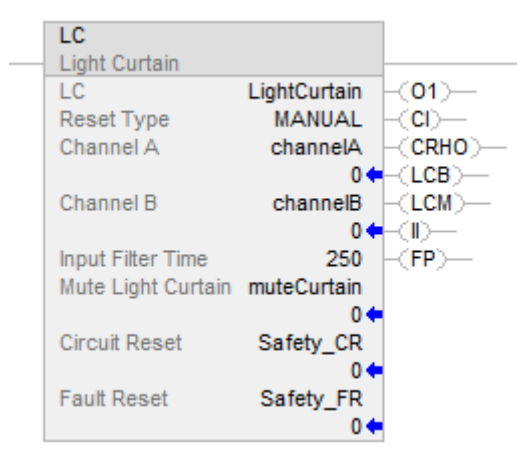 LC
Light Curtain
LC LightCurtain (O1)
Reset Type MANUAL (CI)
Channel A channelA (CRHO)
0 (LCB)
Channel B channelB (LCM)
0 (II)
Input Filter Time 250 (FP)
Mute Light Curtain muteCurtain
0
Circuit Reset Safety_CR
0
Fault Reset Safety_FR
0